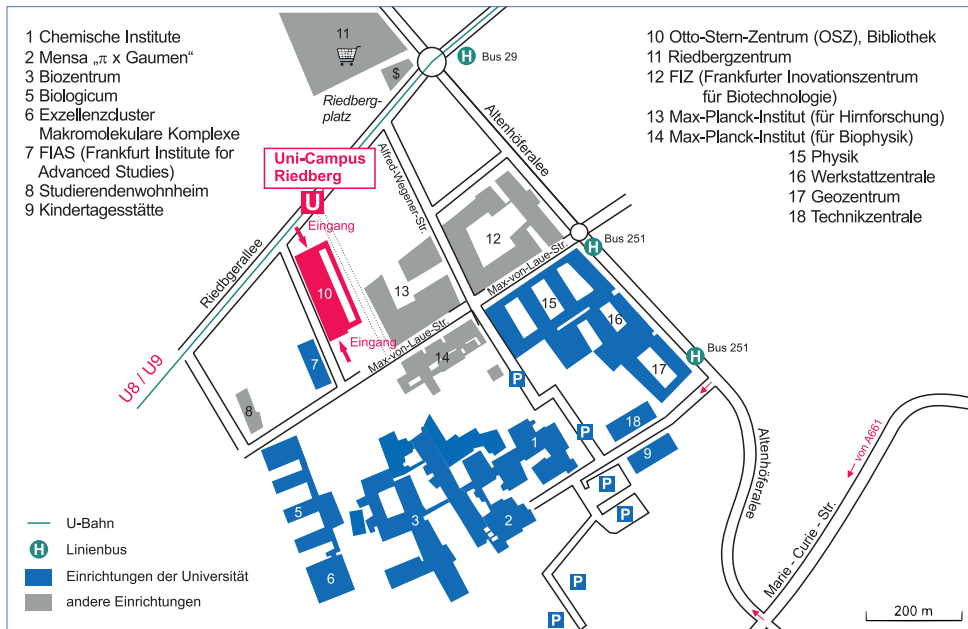 1 Chemische Institute
2 Mensa „π x Gaumen“
3 Biozentrum
5 Biologicum
6 Exzellenzcluster
Makromolekulare Komplexe
7 FIAS (Frankfurt Institute for
Advanced Studies)
8 Studierendenwohnheim
9 Kindertagesstätte
10 Otto-Stern-Zentrum (OSZ), Bibliothek
11 Riedbergzentrum
12 FIZ (Frankfurter Inovationszentrum
für Biotechnologie)
13 Max-Planck-Institut (für Hirnforschung)
14 Max-Planck-Institut (für Biophysik)
15 Physik
16 Werkstattzentrale
17 Geozentrum
18 Technikzentrale
11
$
H
Bus 29
Riedberg-
platz
Altenhöferalee
Alfred-Wegener-Str.
Uni-Campus
Riedberg
U
Eingang
Riedbgerallee
12
Max-von-Laue-Str.
H
Bus 251
10
13
15
16
Eingang
Max-von-Laue-Str.
7
14
17
H
Bus 251
U8 / U9
P
8
18
P
1
9
von A661
Altenhöferalee
5
3
2
P
P
6
P
P
Marie - Curie - Str.
U-Bahn
H
Linienbus
Einrichtungen der Universität
andere Einrichtungen
200 m